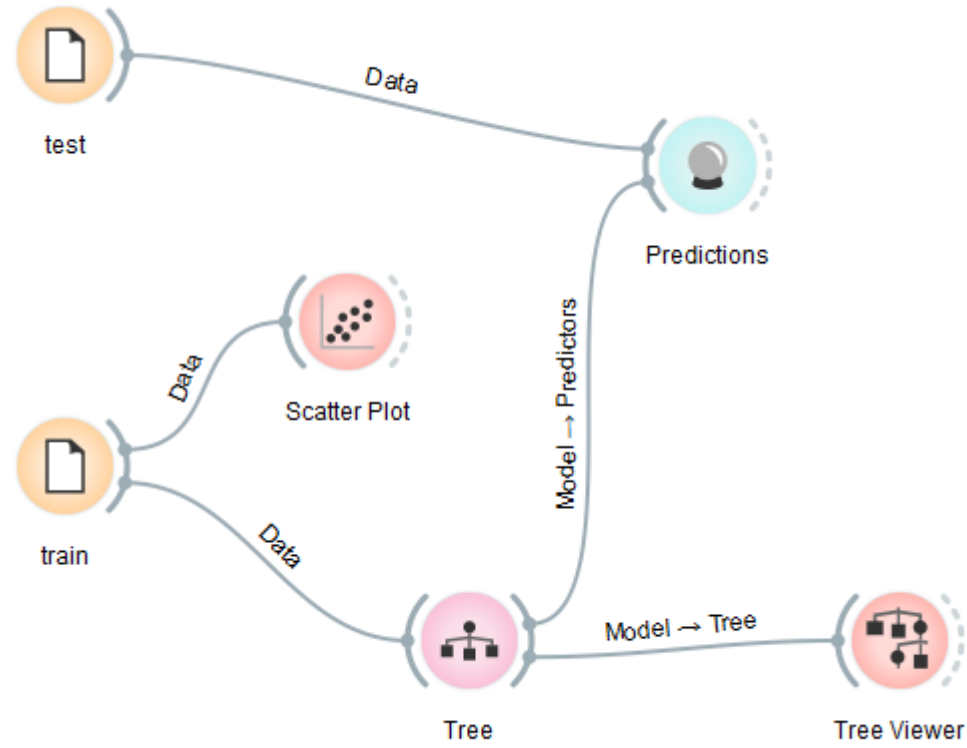 Data
test
Predictions
Model → Predictors
Data
Scatter Plot
train
Data
Model → Tree
Tree
Tree Viewer